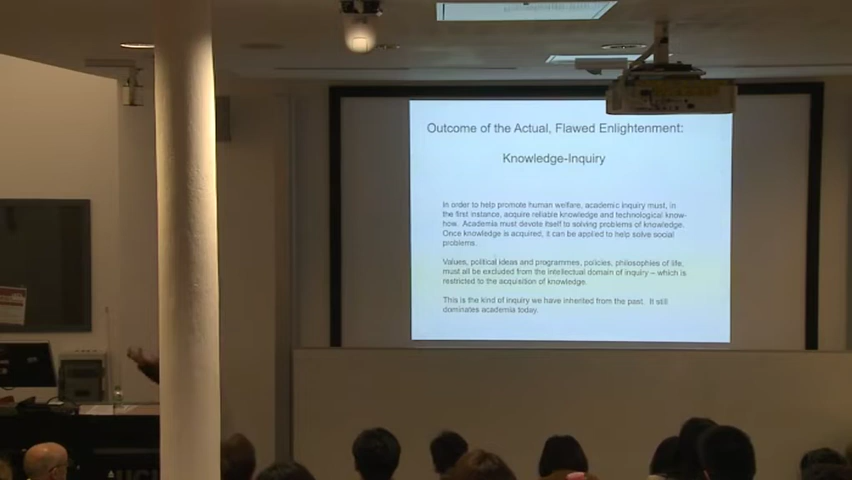 Outcome of the Actual, Flawed Enlightenment:
Knowledge-Inquiry
In order to help promote human welfare, academic inquiry must, in
the first instance, acquire reliable knowledge and technological know-
how. Academia must devote itself to solving problems of knowledge.
Once knowledge is acquired, it can be applied to help solve social
problems.
Values, political ideas and programmes, policies, philosophies of life,
must all be excluded from the intellectual domain of inquiry – which is
restricted to the acquisition of knowledge.
This is the kind of inquiry we have inherited from the past. It still
dominates academia today.